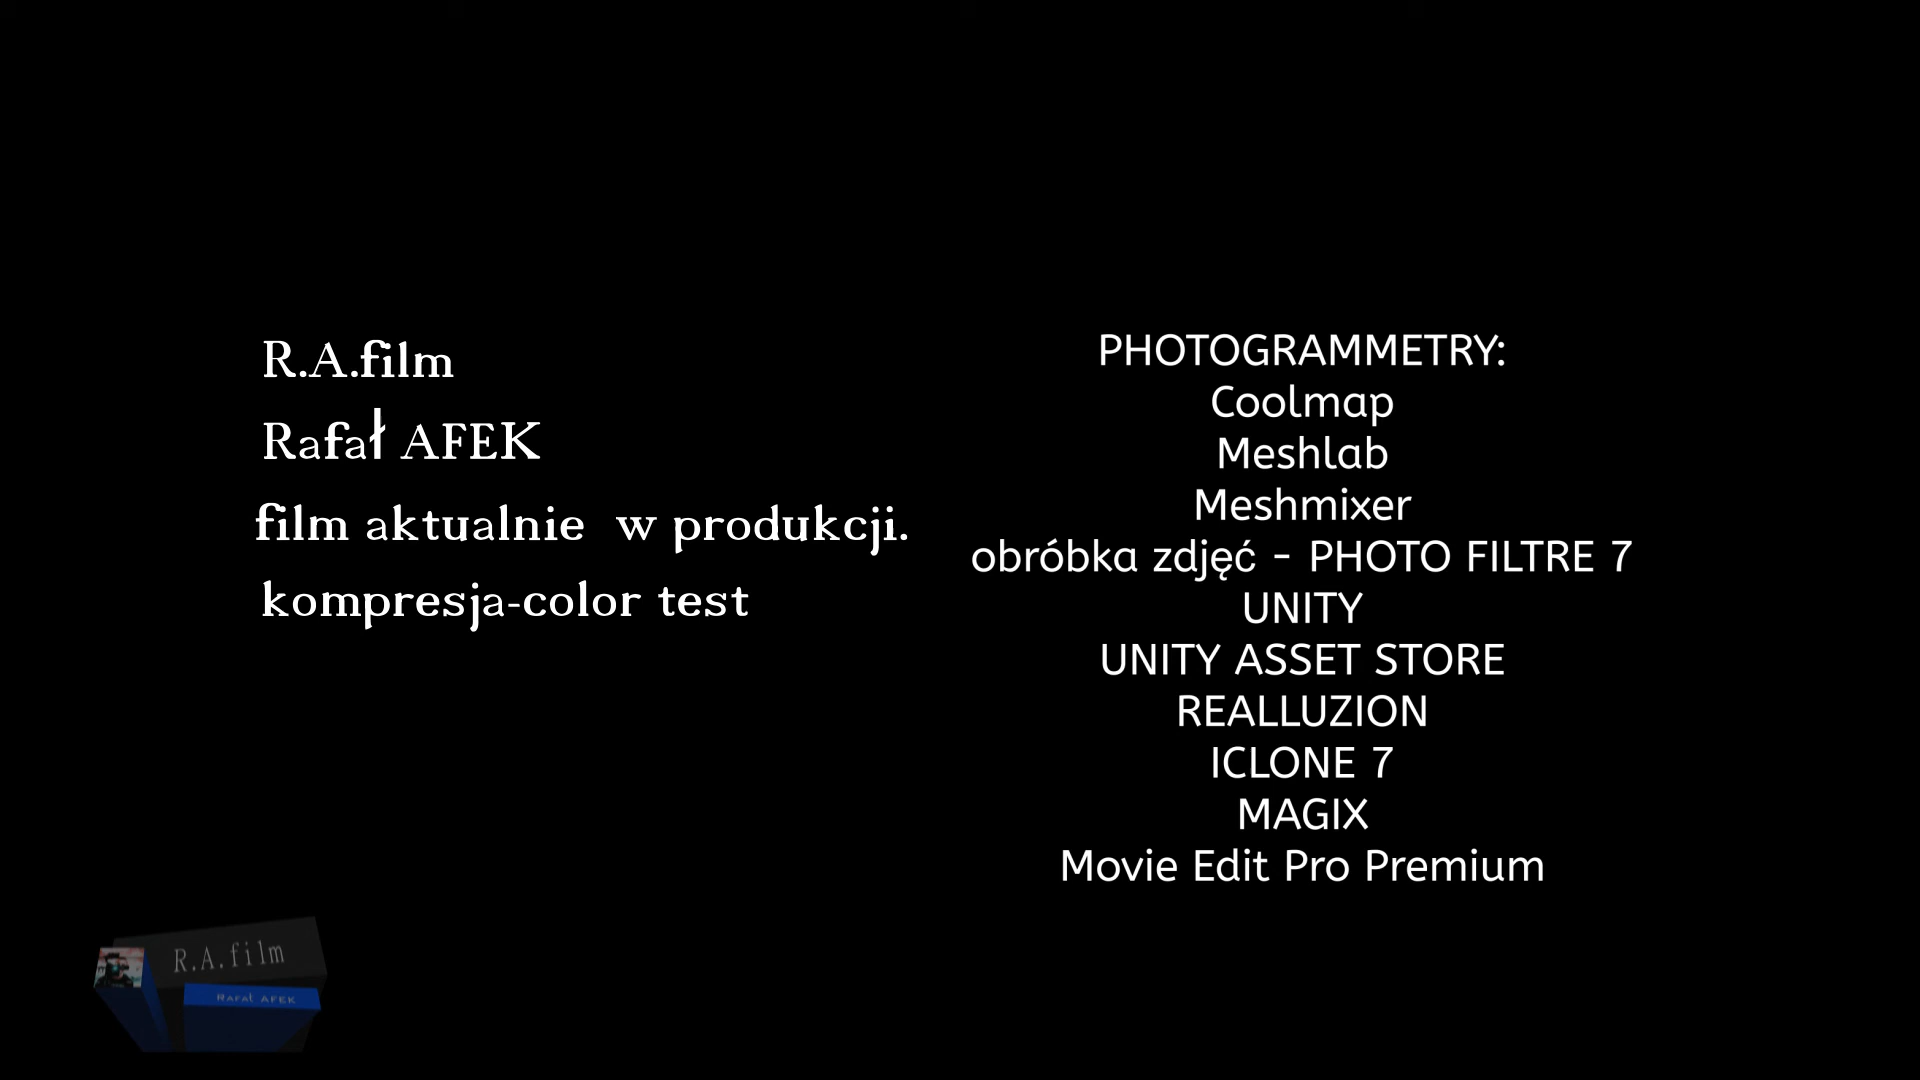 R.A.film
Rafał AFEK
film aktualnie w produkcji.
kompresja-color test
PHOTOGRAMMETRY:
Coolmap
Meshlab
Meshmixer
obróbka zdjęć - PHOTO FILTRE 7
UNITY
UNITY ASSET STORE
REALLUZION
ICLONE 7
MAGIX
Movie Edit Pro Premium
R.A.film
Rafał AFEK